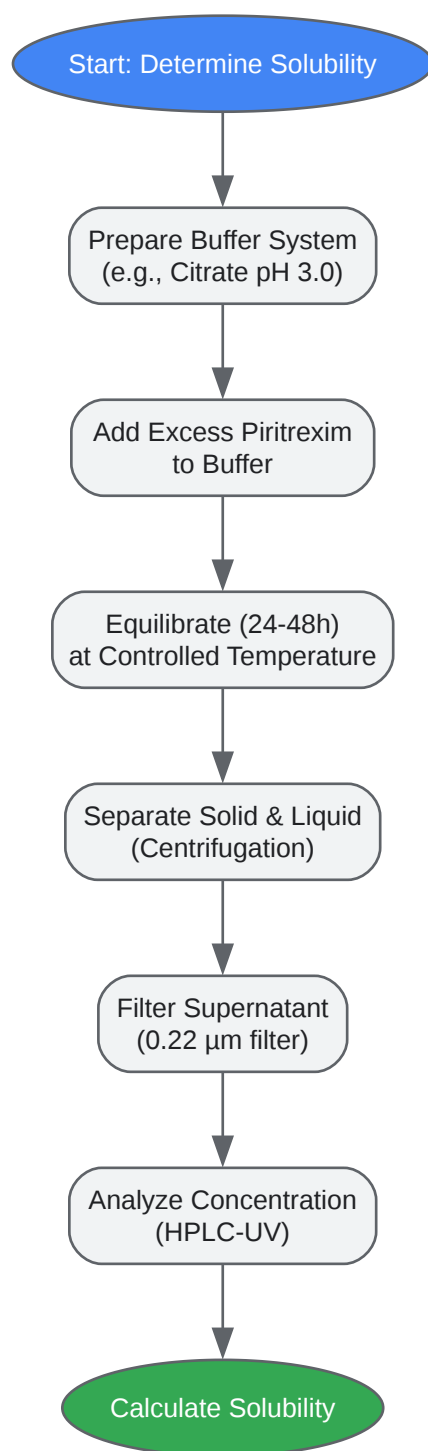 Start: Determine Solubility
Prepare Buffer System
(e.g., Citrate pH 3.0)
Add Excess Piritrexim
to Buffer
Equilibrate (24-48h)
at Controlled Temperature
Separate Solid & Liquid
(Centrifugation)
Filter Supernatant
(0.22 µm filter)
Analyze Concentration
(HPLC-UV)
Calculate Solubility